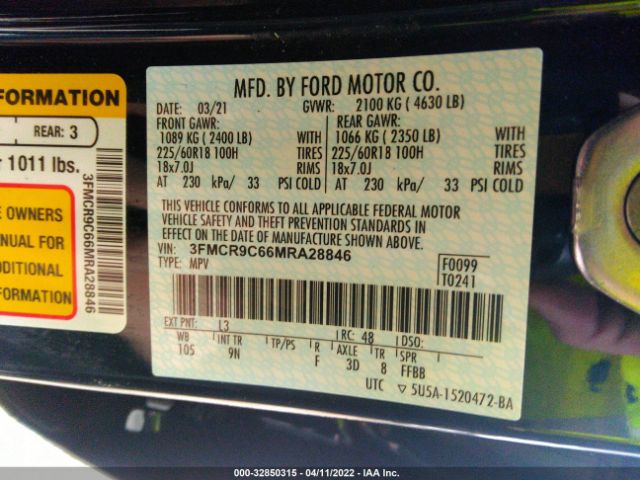 FORMATION
REAR: 3
1011 lbs.
E OWNERS
NUAL FOR
DDITIONAL
FORMATION
3FMCR9C66MRA28846
MFD. BY FORD MOTOR CO.
DATE: 03/21 GVWR: 2100 KG ( 4630 LB)
FRONT GAWR: REAR GAWR:
1089 KG ( 2400 LB) WITH 1066 KG ( 2350 LB) WITH
225/60R18 100H TIRES 225/60R18 100H TIRES
18x7.0J RIMS 18x7.0J RIMS
AT 230 kPa/ 33 PSI COLD AT 230 kPa/ 33 PSI COLD
THIS VEHICLE CONFORMS TO ALL APPLICABLE FEDERAL MOTOR
VEHICLE SAFETY AND THEFT PREVENTION STANDARDS IN
EFFECT ON THE DATE OF MANUFACTURE SHOWN ABOVE.
VIN: 3FMCR9C66MRA28846
TYPE: MPV
F0099
T0241
EXT PNT: L3 RC: 48 DSO:
WB INT TR TP/PS R AXLE TR SPR
105 9N F 3D 8 FFBB
UTC ▽ 5U5A-1520472-BA
000-32850315 - 04/11/2022 - IAA Inc.